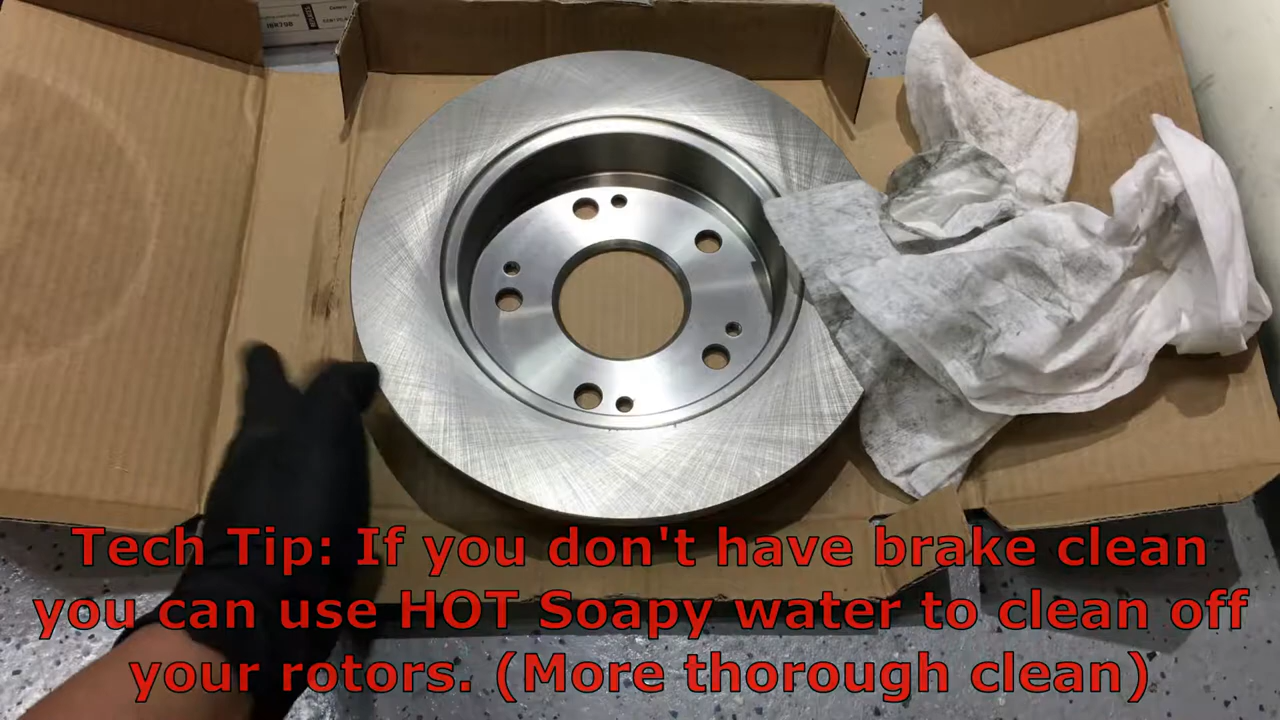 Tech Tip: If you don't have brake clean
you can use HOT Soapy water to clean off
your rotors. (More thorough clean)